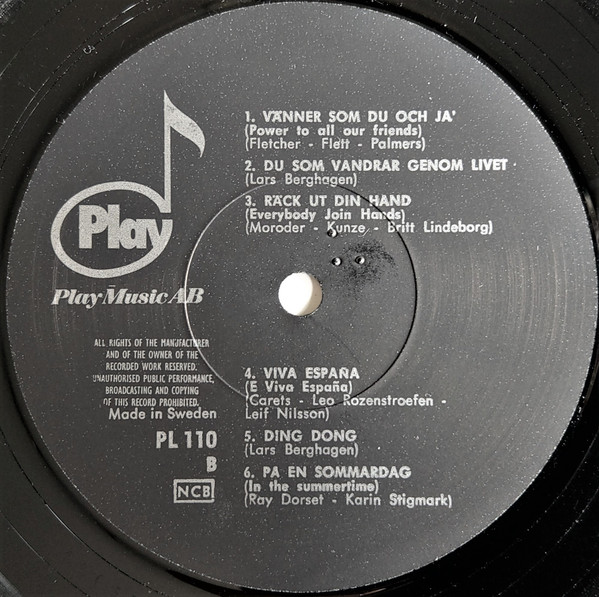 1. VÄNNER SOM DU OCH JA'
(Power to all our friends)
(Fletcher - Flett - Palmers)
2. DU SOM VANDRAR GENOM LIVET
(Lars Berghagen)
3. RÄCK UT DIN HAND
(Everybody Join Hands)
(Moroder - Kunze - Britt Lindeborg)
Play
PlayMusic AB
ALL RIGHTS OF THE MANUFACTURER
AND OF THE OWNER OF THE
RECORDED WORK RESERVED.
UNAUTHORISED PUBLIC PERFORMANCE,
BROADCASTING AND COPYING
OF THIS RECORD PROHIBITED.
Made in Sweden
PL 110
B
NCB
4. VIVA ESPAÑA
(E Viva España)
(Carets - Leo Rozenstroefen -
Leif Nilsson)
5. DING DONG
(Lars Berghagen)
6. PA EN SOMMARDAG
(In the summertime)
(Ray Dorset - Karin Stigmark)